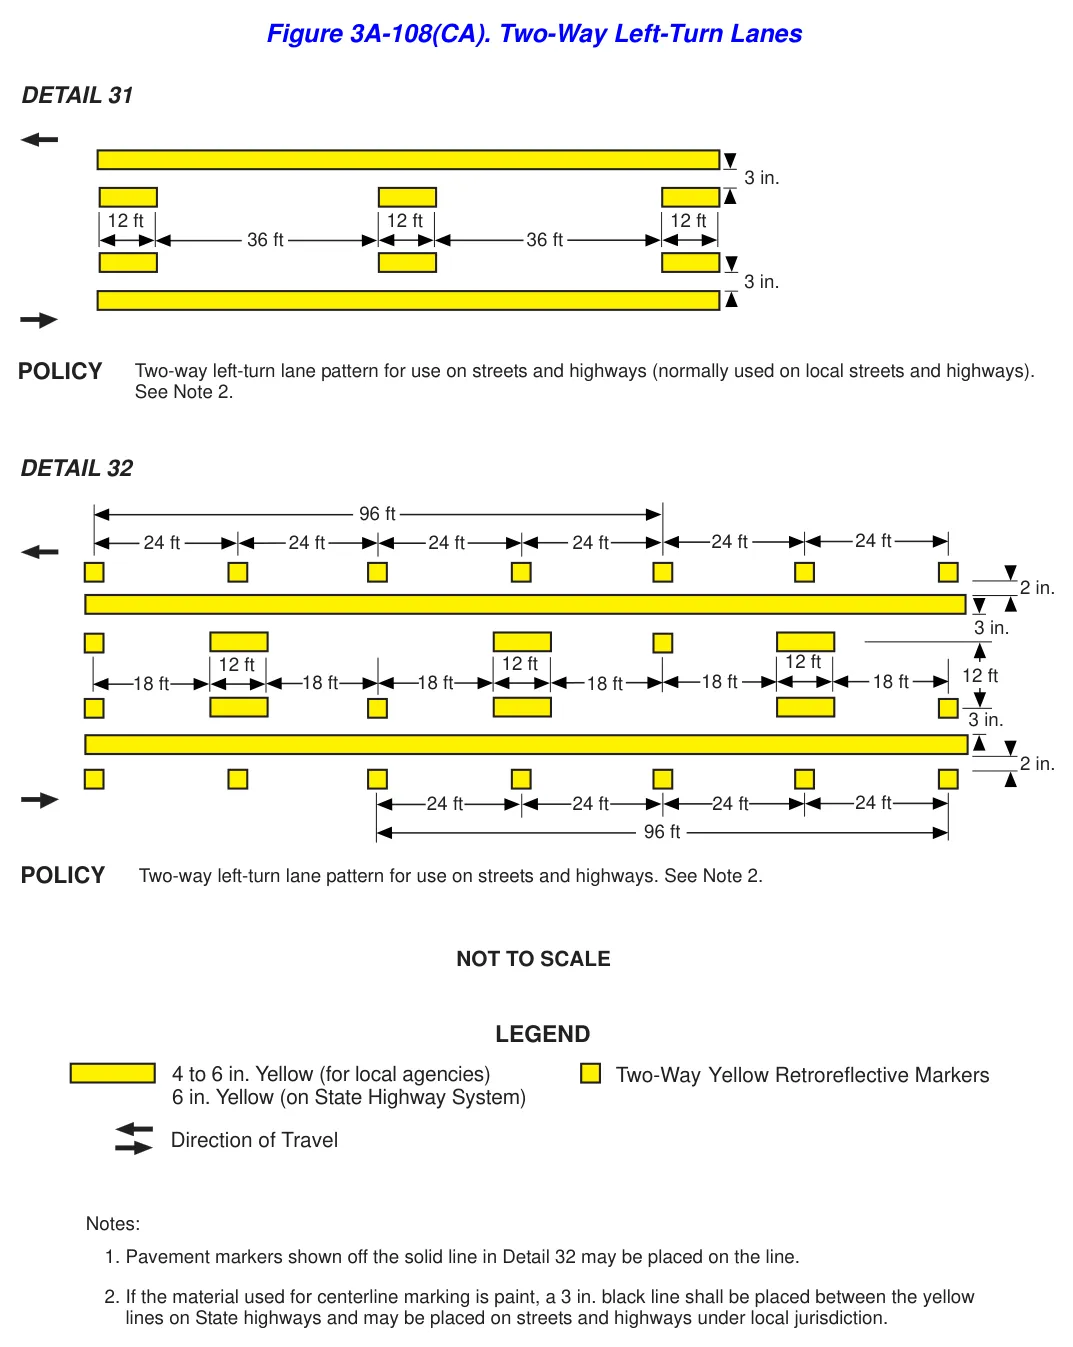 Figure 3A-108(CA). Two-Way Left-Turn Lanes
DETAIL 31
3 in.
12 ft 12 ft 12 ft
36 ft 36 ft
3 in.
POLICY Two-way left-turn lane pattern for use on streets and highways (normally used on local streets and highways).
See Note 2.
DETAIL 32
96 ft
24 ft 24 ft 24 ft 24 ft 24 ft 24 ft
2 in.
3 in.
12 ft 12 ft 12 ft
18 ft 18 ft 18 ft 18 ft 18 ft 18 ft 12 ft
3 in.
2 in.
24 ft 24 ft 24 ft 24 ft
96 ft
POLICY Two-way left-turn lane pattern for use on streets and highways. See Note 2.
NOT TO SCALE
LEGEND
4 to 6 in. Yellow (for local agencies) Two-Way Yellow Retroreflective Markers
6 in. Yellow (on State Highway System)
Direction of Travel
Notes:
1. Pavement markers shown off the solid line in Detail 32 may be placed on the line.
2. If the material used for centerline marking is paint, a 3 in. black line shall be placed between the yellow
lines on State highways and may be placed on streets and highways under local jurisdiction.